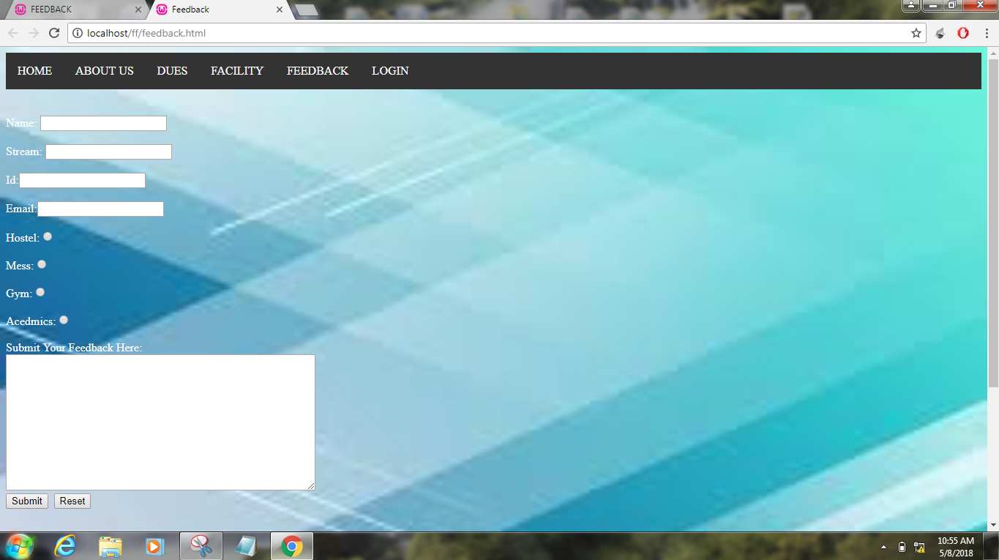 FEEDBACK
Feedback
localhost/ff/feedback.html
HOME ABOUT US DUES FACILITY FEEDBACK LOGIN
Name:
Stream:
Id:
Email:
Hostel:
Mess:
Gym:
Acedmics:
Submit Your Feedback Here:
Submit Reset
10:55 AM
5/8/2018